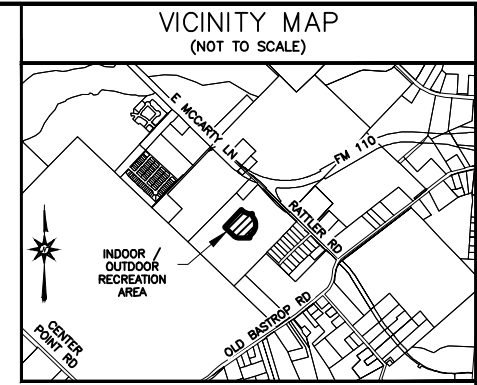 VICINITY MAP
(NOT TO SCALE)
E MCCARTY LN
FM 110
RATTLER RD
INDOOR /
OUTDOOR
RECREATION
AREA
N
OLD BASTROP RD
CENTER
POINT RD